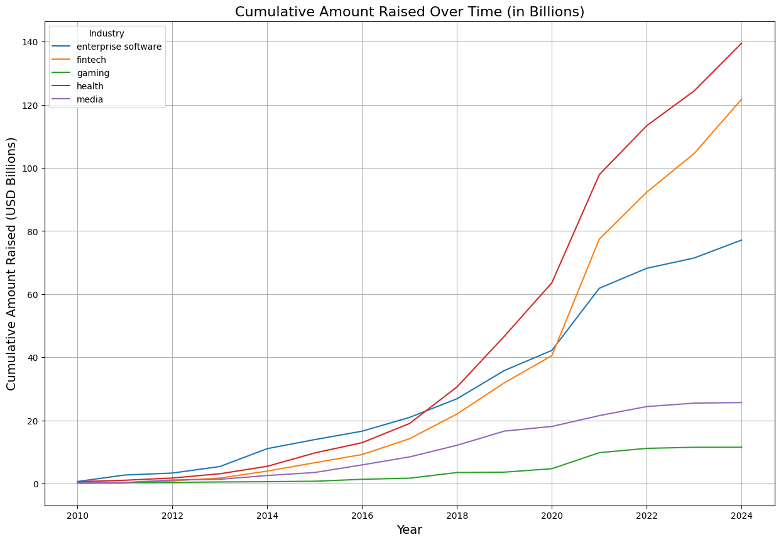 Cumulative Amount Raised Over Time (in Billions)
Industry
enterprise software
fintech
gaming
health
media
Cumulative Amount Raised (USD Billions)
140
120
100
80
60
40
20
0
2010 2012 2014 2016 2018 2020 2022 2024
Year